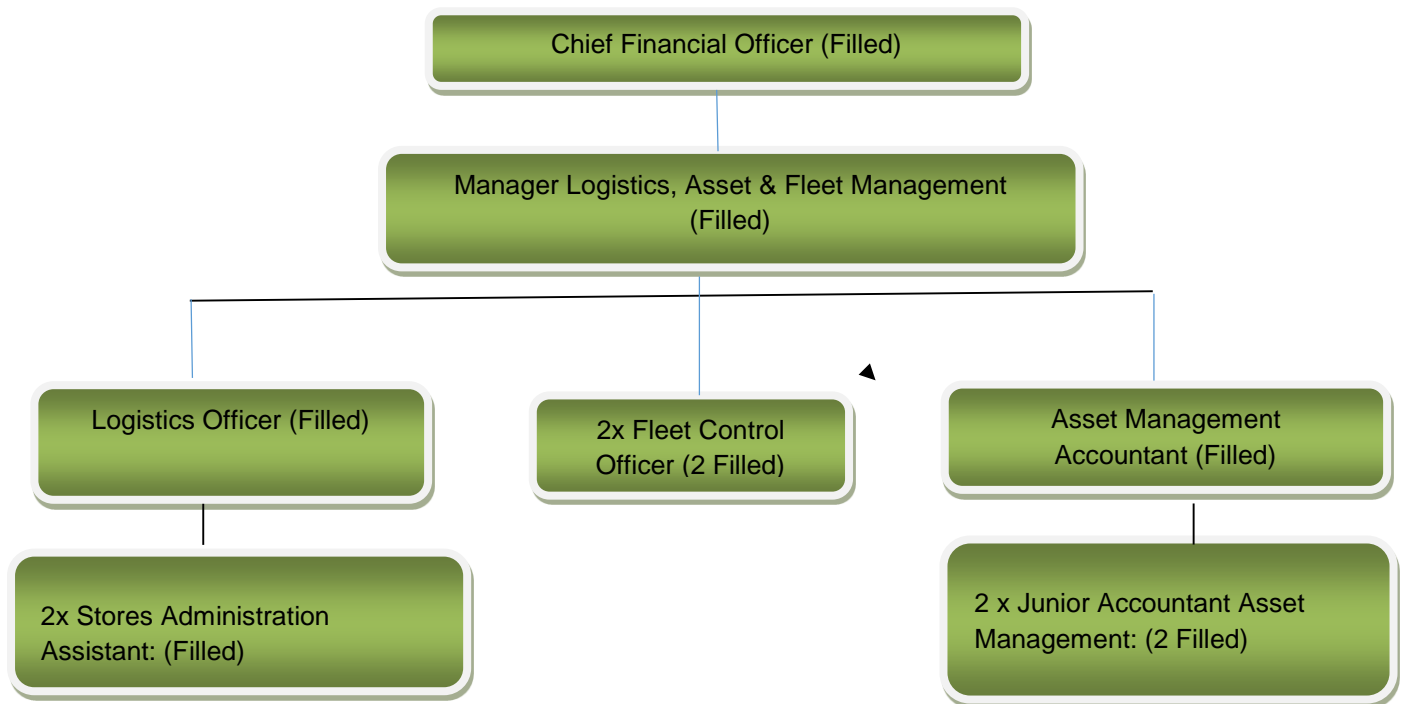 Chief Financial Officer (Filled)
Manager Logistics, Asset & Fleet Management
(Filled)
Logistics Officer (Filled)
2x Fleet Control
Officer (2 Filled)
Asset Management
Accountant (Filled)
2x Stores Administration
Assistant: (Filled)
2 x Junior Accountant Asset
Management: (2 Filled)